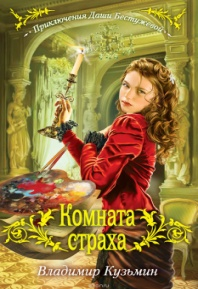 Приключения Даши Бестужевой
Комната
страха
Владимир Кузьмин